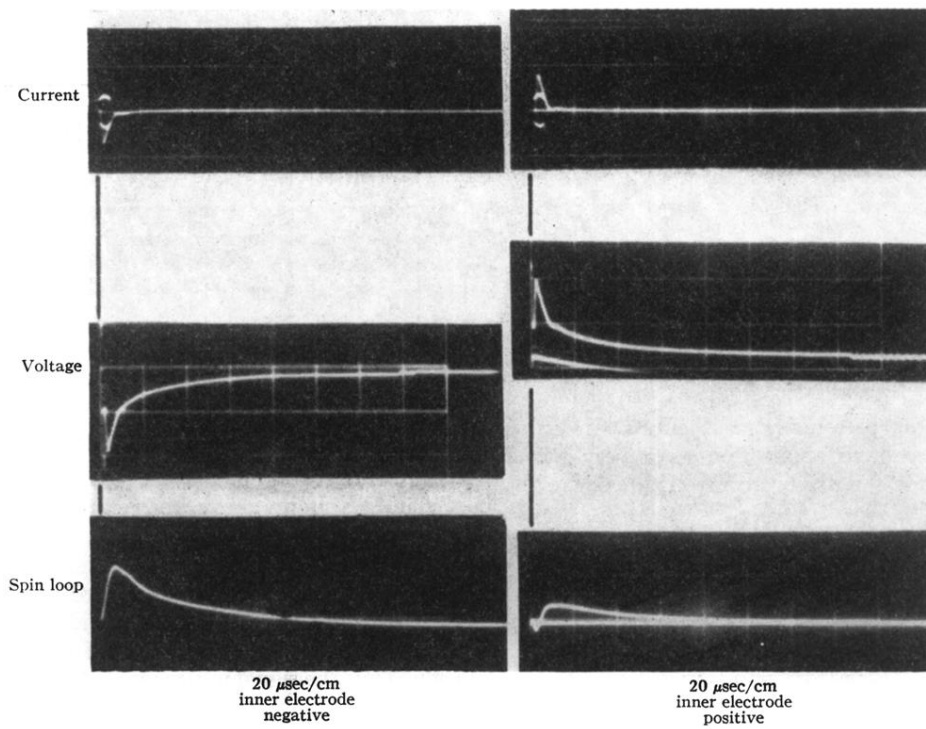 Current
Voltage
Spin loop
20 μsec/cm
inner electrode
negative
20 μsec/cm
inner electrode
positive